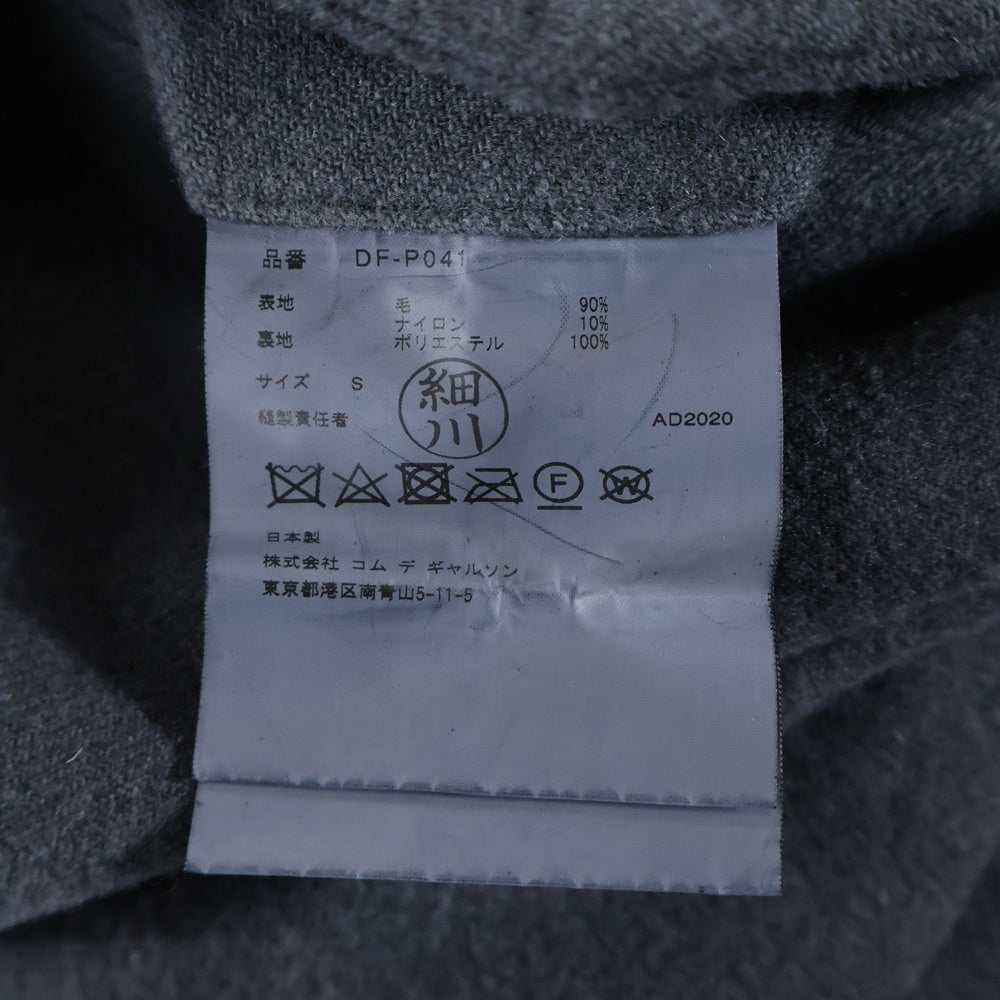 品番 DF-P041
表地 毛 90%
ナイロン 10%
裏地 ポリエステル 100%
サイズ S
縫製責任者 細川 AD2020
F W
日本製
株式会社 コム デ ギャルソン
東京都港区南青山5-11-5